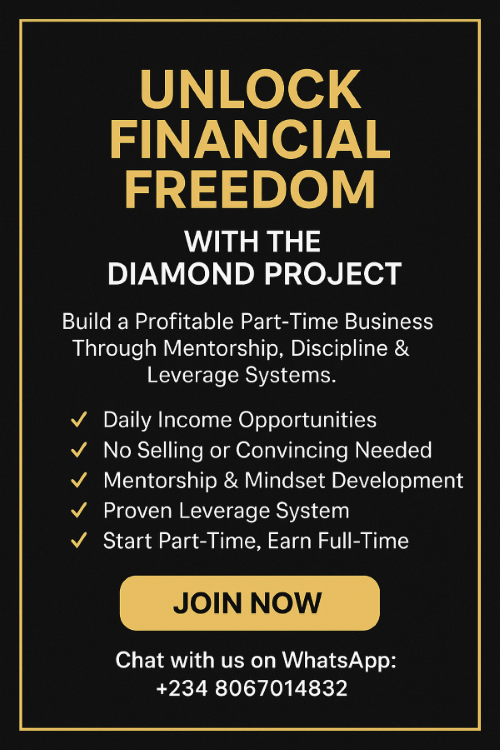 UNLOCK
FINANCIAL
FREEDOM
WITH THE
DIAMOND PROJECT
Build a Profitable Part-Time Business
Through Mentorship, Discipline &
Leverage Systems.
✓ Daily Income Opportunities
✓ No Selling or Convincing Needed
✓ Mentorship & Mindset Development
✓ Proven Leverage System
✓ Start Part-Time, Earn Full-Time
JOIN NOW
Chat with us on WhatsApp:
+234 8067014832